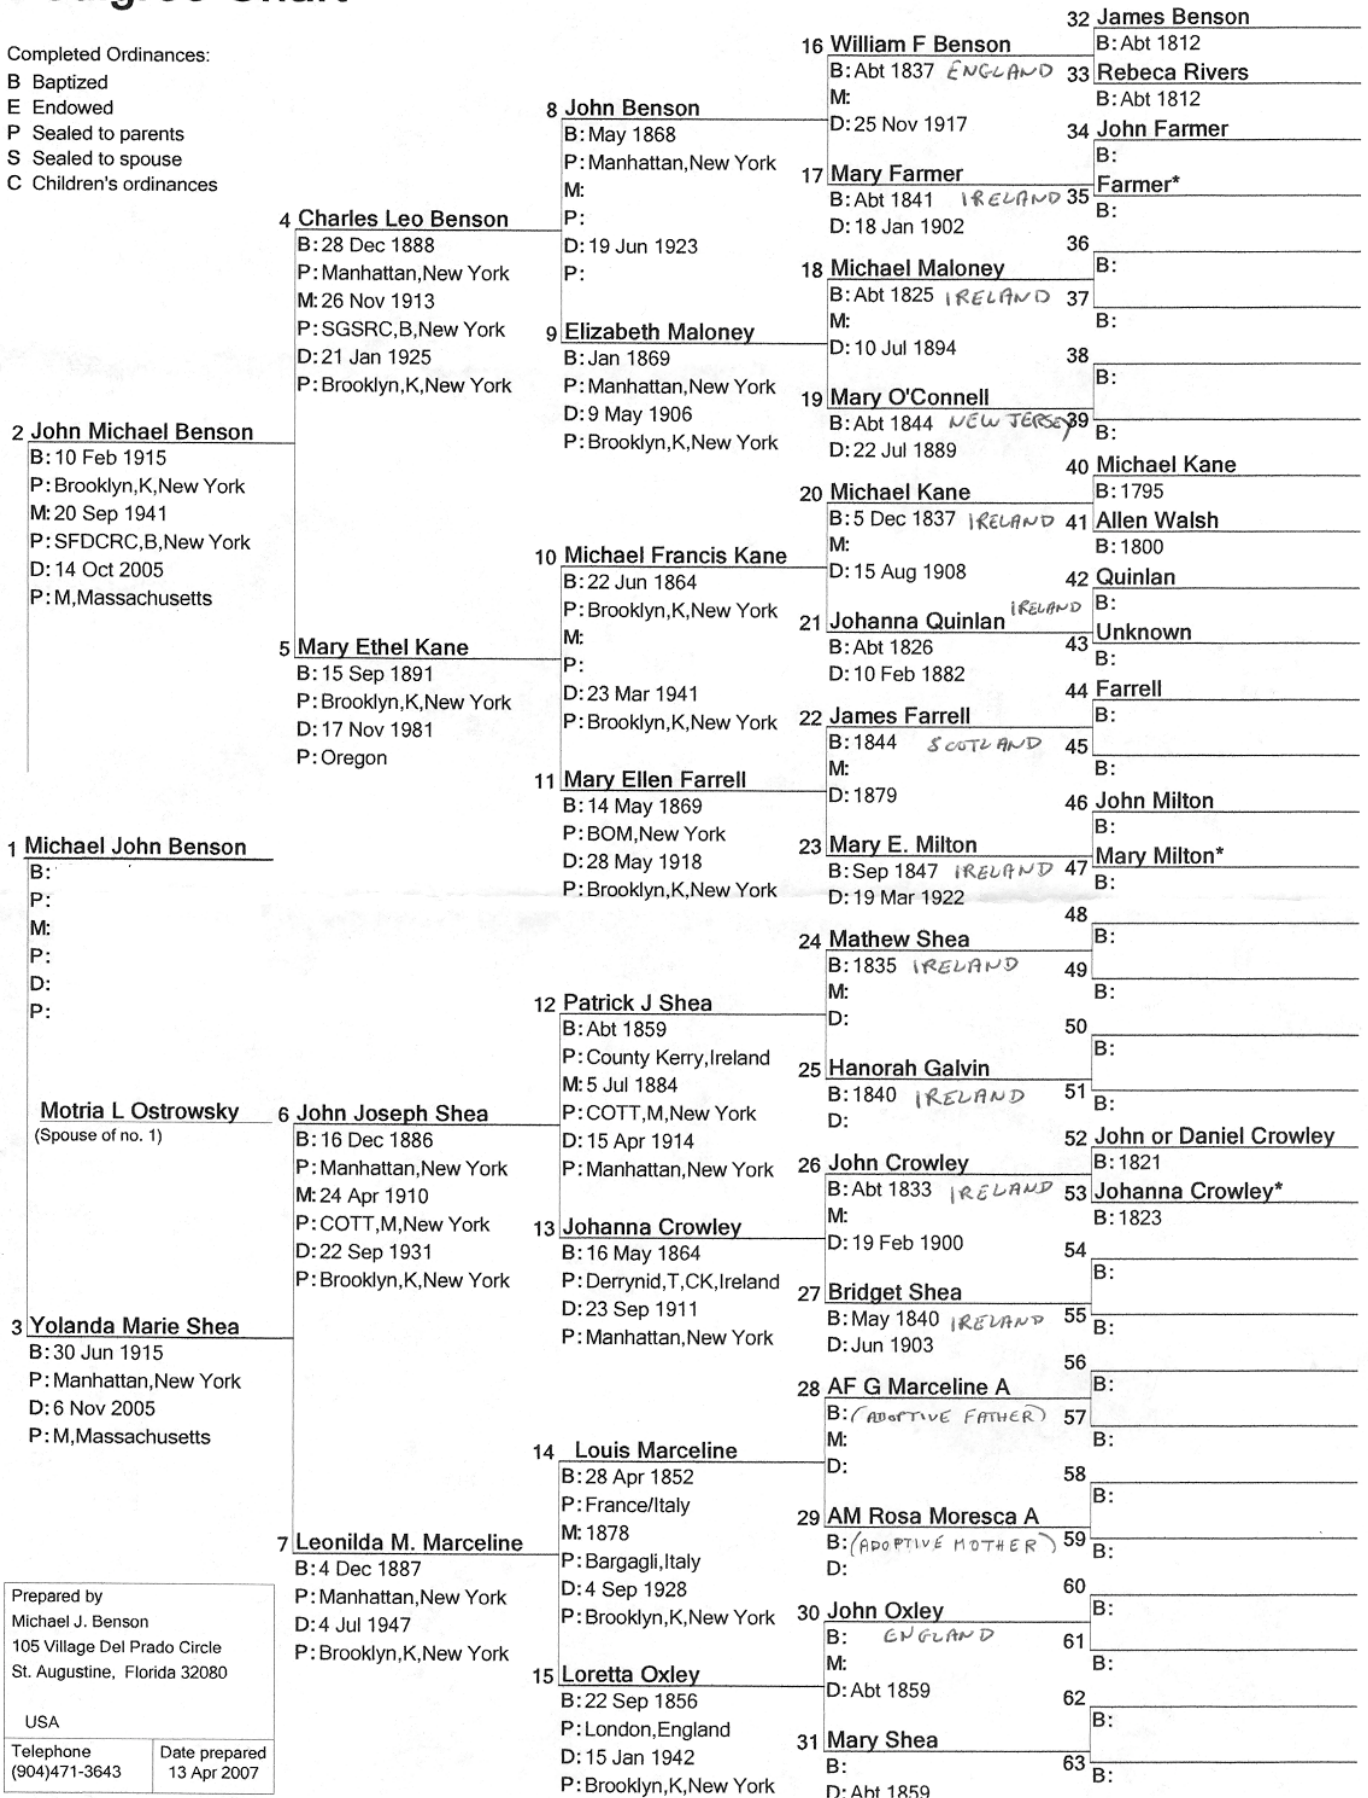 Completed Ordinances:
B Baptized
E Endowed
P Sealed to parents
S Sealed to spouse
C Children's ordinances
1 Michael John Benson
B:
P:
M:
P:
D:
P:
Motria L Ostrowsky
(Spouse of no. 1)
2 John Michael Benson
B: 10 Feb 1915
P: Brooklyn,K,New York
M: 20 Sep 1941
P: SFDCRC,B,New York
D: 14 Oct 2005
P: M,Massachusetts
3 Yolanda Marie Shea
B: 30 Jun 1915
P: Manhattan,New York
D: 6 Nov 2005
P: M,Massachusetts
4 Charles Leo Benson
B: 28 Dec 1888
P: Manhattan,New York
M: 26 Nov 1913
P: SGSRC,B,New York
D: 21 Jan 1925
P: Brooklyn,K,New York
5 Mary Ethel Kane
B: 15 Sep 1891
P: Brooklyn,K,New York
D: 17 Nov 1981
P: Oregon
6 John Joseph Shea
B: 16 Dec 1886
P: Manhattan,New York
M: 24 Apr 1910
P: COTT,M,New York
D: 22 Sep 1931
P: Brooklyn,K,New York
7 Leonilda M. Marceline
B: 4 Dec 1887
P: Manhattan,New York
D: 4 Jul 1947
P: Brooklyn,K,New York
8 John Benson
B: May 1868
P: Manhattan,New York
M:
P:
D: 19 Jun 1923
P:
9 Elizabeth Maloney
B: Jan 1869
P: Manhattan,New York
D: 9 May 1906
P: Brooklyn,K,New York
10 Michael Francis Kane
B: 22 Jun 1864
P: Brooklyn,K,New York
M:
P:
D: 23 Mar 1941
P: Brooklyn,K,New York
11 Mary Ellen Farrell
B: 14 May 1869
P: BOM,New York
D: 28 May 1918
P: Brooklyn,K,New York
12 Patrick J Shea
B: Abt 1859
P: County Kerry,Ireland
M: 5 Jul 1884
P: COTT,M,New York
D: 15 Apr 1914
P: Manhattan,New York
13 Johanna Crowley
B: 16 May 1864
P: Derrynid,T,CK,Ireland
D: 23 Sep 1911
P: Manhattan,New York
14 Louis Marceline
B: 28 Apr 1852
P: France/Italy
M: 1878
P: Bargagli,Italy
D: 4 Sep 1928
P: Brooklyn,K,New York
15 Loretta Oxley
B: 22 Sep 1856
P: London,England
D: 15 Jan 1942
P: Brooklyn,K,New York
16 William F Benson
B: Abt 1837 ENGLAND
M:
D: 25 Nov 1917
17 Mary Farmer
B: Abt 1841 IRELAND
D: 18 Jan 1902
18 Michael Maloney
B: Abt 1825 IRELAND
M:
D: 10 Jul 1894
19 Mary O'Connell
B: Abt 1844 NEW JERSEY
D: 22 Jul 1889
20 Michael Kane
B: 5 Dec 1837 IRELAND
M:
D: 15 Aug 1908
21 Johanna Quinlan IRELAND
B: Abt 1826
D: 10 Feb 1882
22 James Farrell
B: 1844 SCOTLAND
M:
D: 1879
23 Mary E. Milton
B: Sep 1847 IRELAND
D: 19 Mar 1922
24 Mathew Shea
B: 1835 IRELAND
M:
D:
25 Hanorah Galvin
B: 1840 IRELAND
D:
26 John Crowley
B: Abt 1833 IRELAND
M:
D: 19 Feb 1900
27 Bridget Shea
B: May 1840 IRELAND
D: Jun 1903
28 AF G Marceline A
B: (ADOPTIVE FATHER)
M:
D:
29 AM Rosa Moresca A
B: (ADOPTIVE MOTHER)
D:
30 John Oxley
B: ENGLAND
M:
D: Abt 1859
31 Mary Shea
B:
D: Abt 1859
32 James Benson
B: Abt 1812
33 Rebeca Rivers
B: Abt 1812
34 John Farmer
B:
35 Farmer*
B:
36
B:
37
B:
38
B:
39
B:
40 Michael Kane
B: 1795
41 Allen Walsh
B: 1800
42 Quinlan
B:
43 Unknown
B:
44 Farrell
B:
45
B:
46 John Milton
B:
47 Mary Milton*
B:
48
B:
49
B:
50
B:
51
B:
52 John or Daniel Crowley
B: 1821
53 Johanna Crowley*
B: 1823
54
B:
55
B:
56
B:
57
B:
58
B:
59
B:
60
B:
61
B:
62
B:
63
B:
Prepared by
Michael J. Benson
105 Village Del Prado Circle
St. Augustine, Florida 32080
USA
Telephone
(904)471-3643
Date prepared
13 Apr 2007